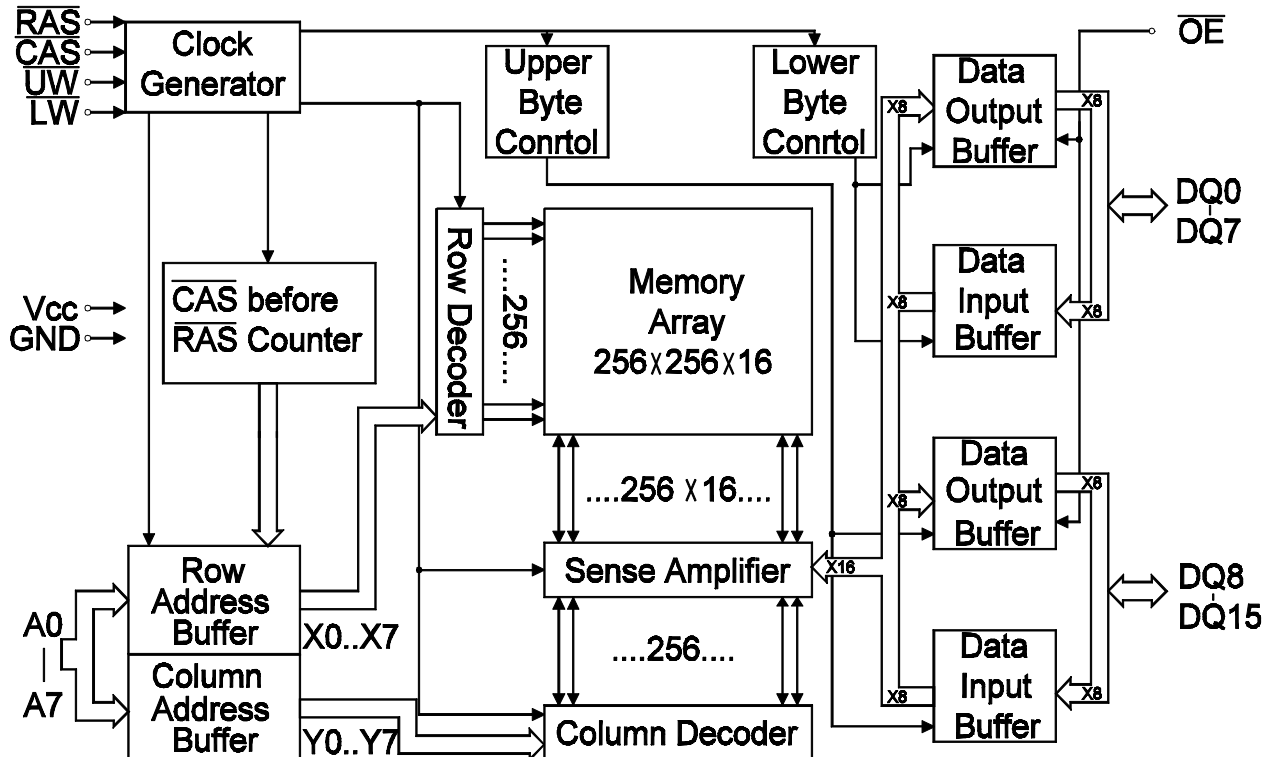 RAS
CAS
UW
LW
Clock
Generator
Upper
Byte
Conrtol
Lower
Byte
Conrtol
Data
Output
Buffer
OE
X8
X8
DQ0
-
DQ7
Data
Input
Buffer
X8
X8
Vcc
GND
CAS before
RAS Counter
Row Decoder
....256....
Memory
Array
256X256X16
....256 X16....
Data
Output
Buffer
X8
X8
Row
Address
Buffer
X0..X7
Sense Amplifier
X16
DQ8
-
DQ15
A0
A7
....256....
Column
Address
Buffer
Y0..Y7
Column Decoder
Data
Input
Buffer
X8
X8